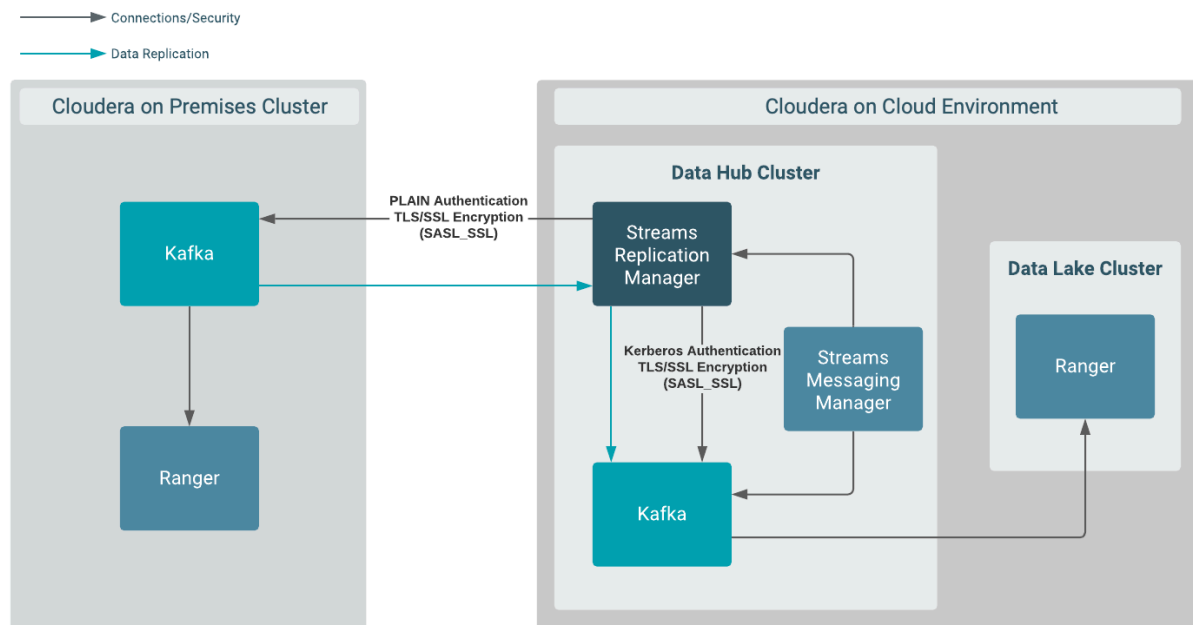 Connections/Security
Data Replication
Cloudera on Premises Cluster
Cloudera on Cloud Environment
Data Hub Cluster
PLAIN Authentication
TLS/SSL Encryption
(SASL_SSL)
Kafka
Streams
Replication
Manager
Data Lake Cluster
Kerberos Authentication
TLS/SSL Encryption
(SASL_SSL)
Streams
Messaging
Manager
Ranger
Ranger
Kafka